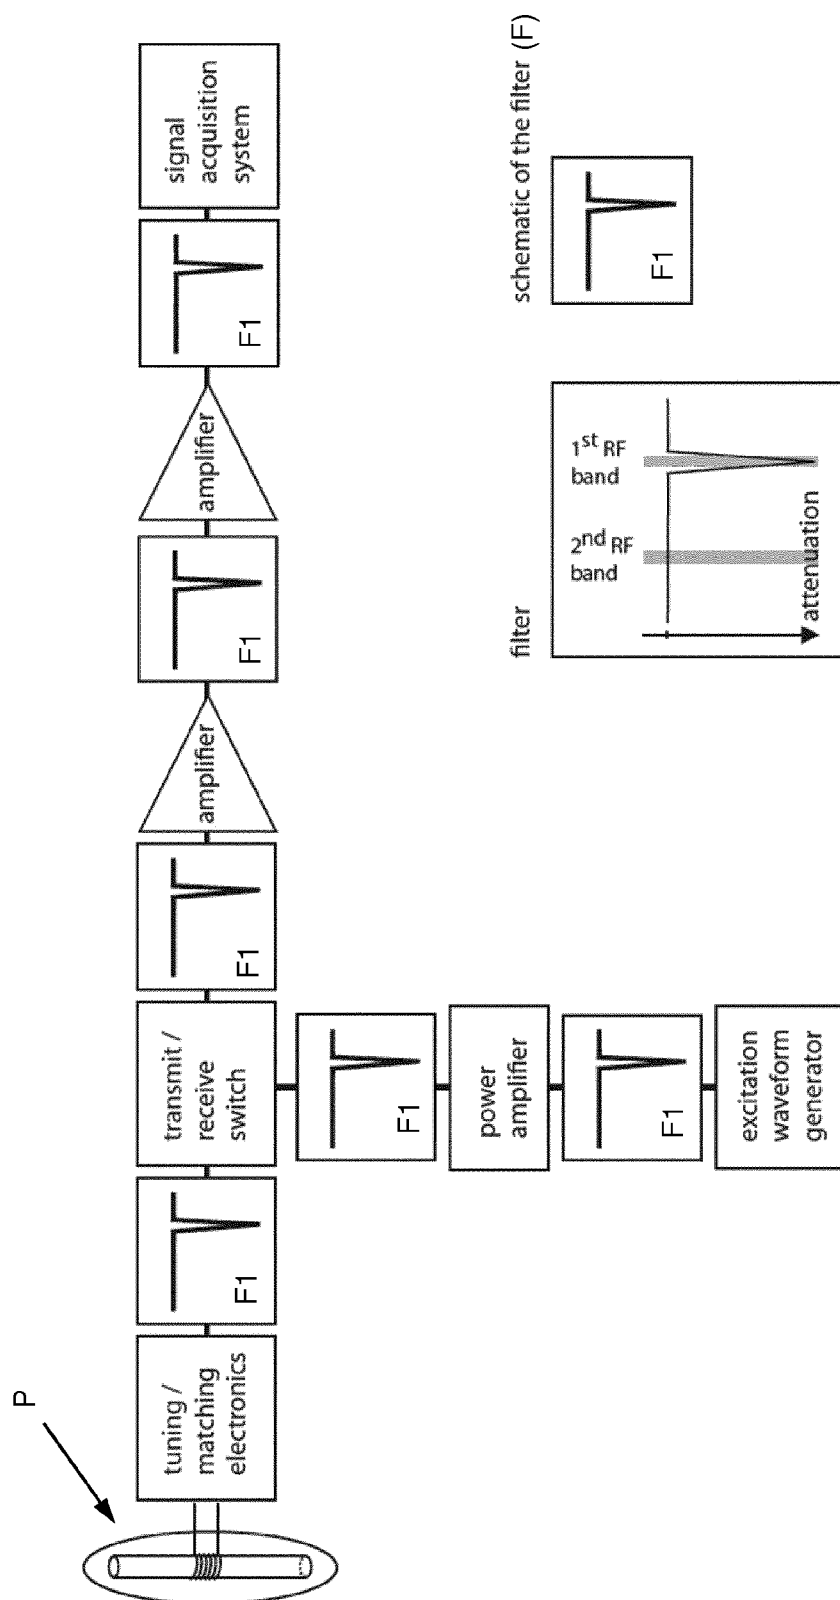 P
tuning /
matching
electronics
F1
transmit /
receive
switch
F1
amplifier
F1
amplifier
F1
signal
acquisition
system
F1
power
amplifier
F1
excitation
waveform
generator
filter
2nd RF
band
1st RF
band
attenuation
schematic of the filter (F)
F1